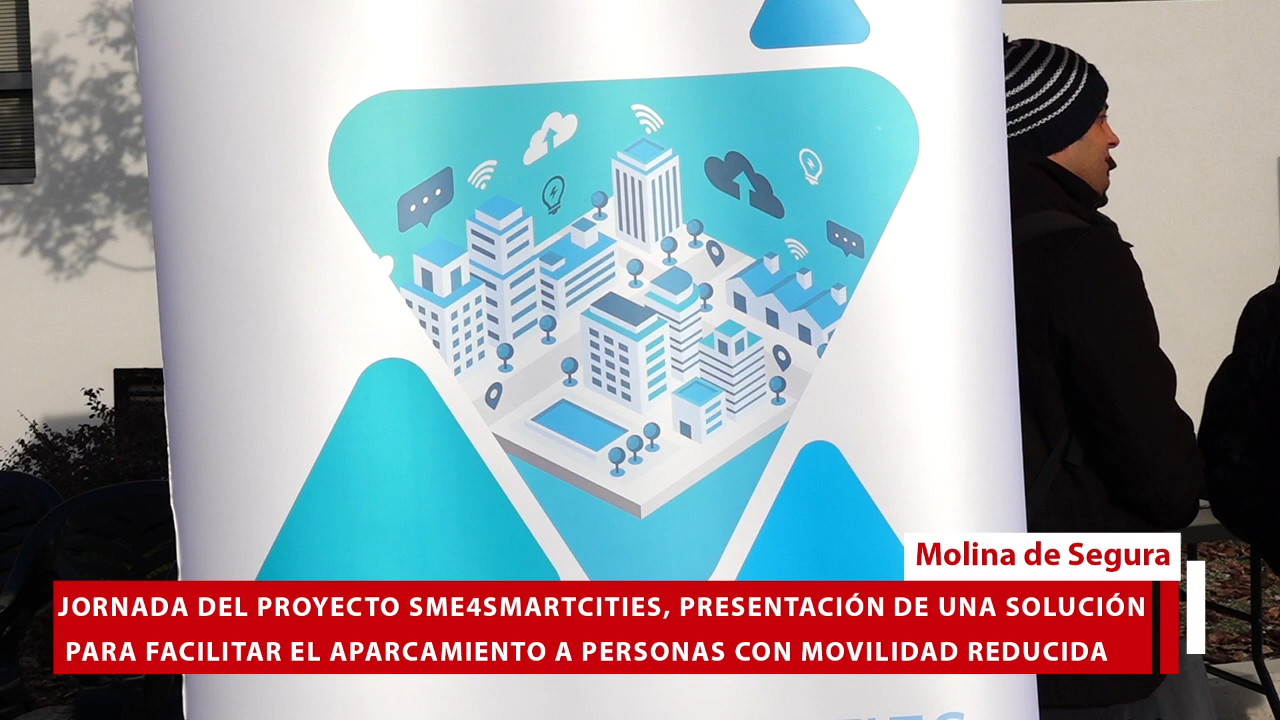 Molina de Segura
JORNADA DEL PROYECTO SME4SMARTCITIES, PRESENTACIÓN DE UNA SOLUCIÓN
PARA FACILITAR EL APARCAMIENTO A PERSONAS CON MOVILIDAD REDUCIDA